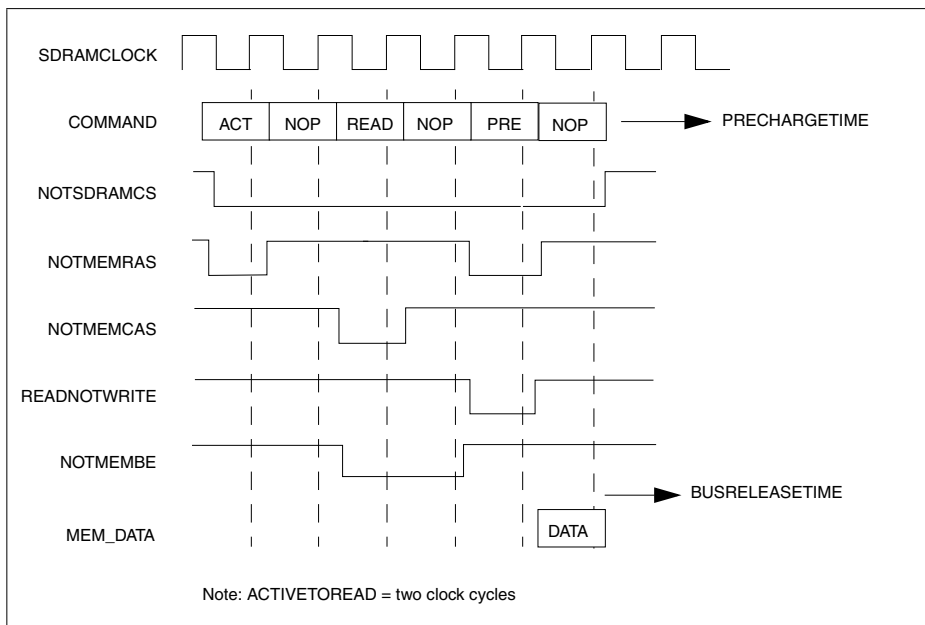 SDRAMCLOCK
COMMAND ACT NOP READ NOP PRE NOP PRECHARGETIME
NOTSDRAMCS
NOTMEMRAS
NOTMEMCAS
READNOTWRITE
NOTMEMBE
BUSRELEASETIME
MEM_DATA DATA
Note: ACTIVETOREAD = two clock cycles